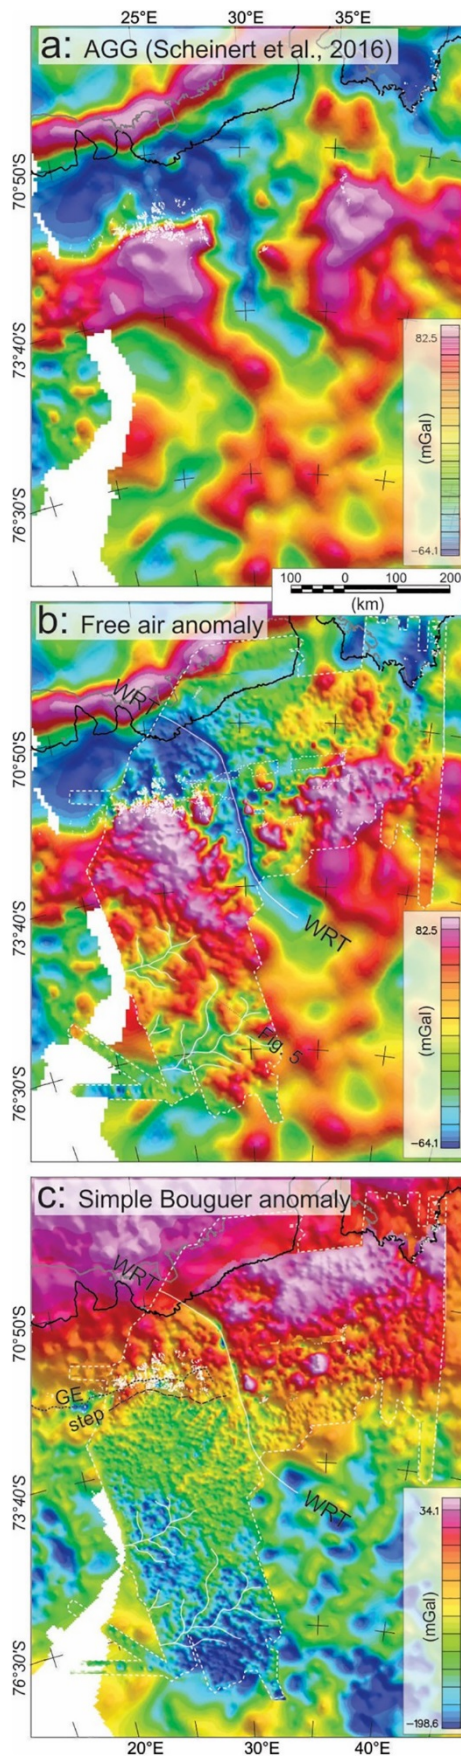 25°E 30°E 35°E
a: AGG (Scheinert et al., 2016)
70°50'S
73°40'S
76°30'S
82.5
(mGal)
−64.1
100 0 100 200
(km)
b: Free air anomaly
WRT
70°50'S
WRT
73°40'S
Fig. 5
76°30'S
82.5
(mGal)
−64.1
c: Simple Bouguer anomaly
WRT
70°50'S
GE
step
WRT
73°40'S
76°30'S
34.1
(mGal)
−198.6
20°E 30°E 40°E